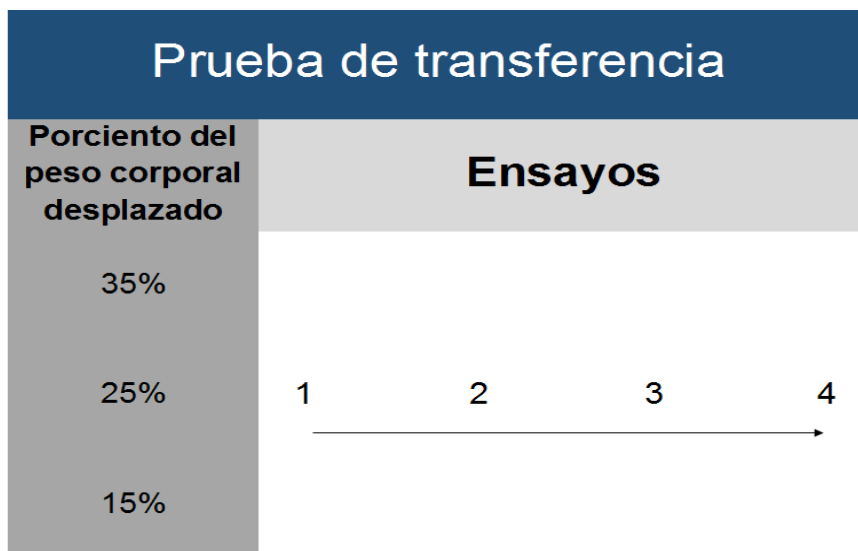 Prueba de transferencia
Porciento del
peso corporal
desplazado
Ensayos
35%
25% 1 2 3 4
15%